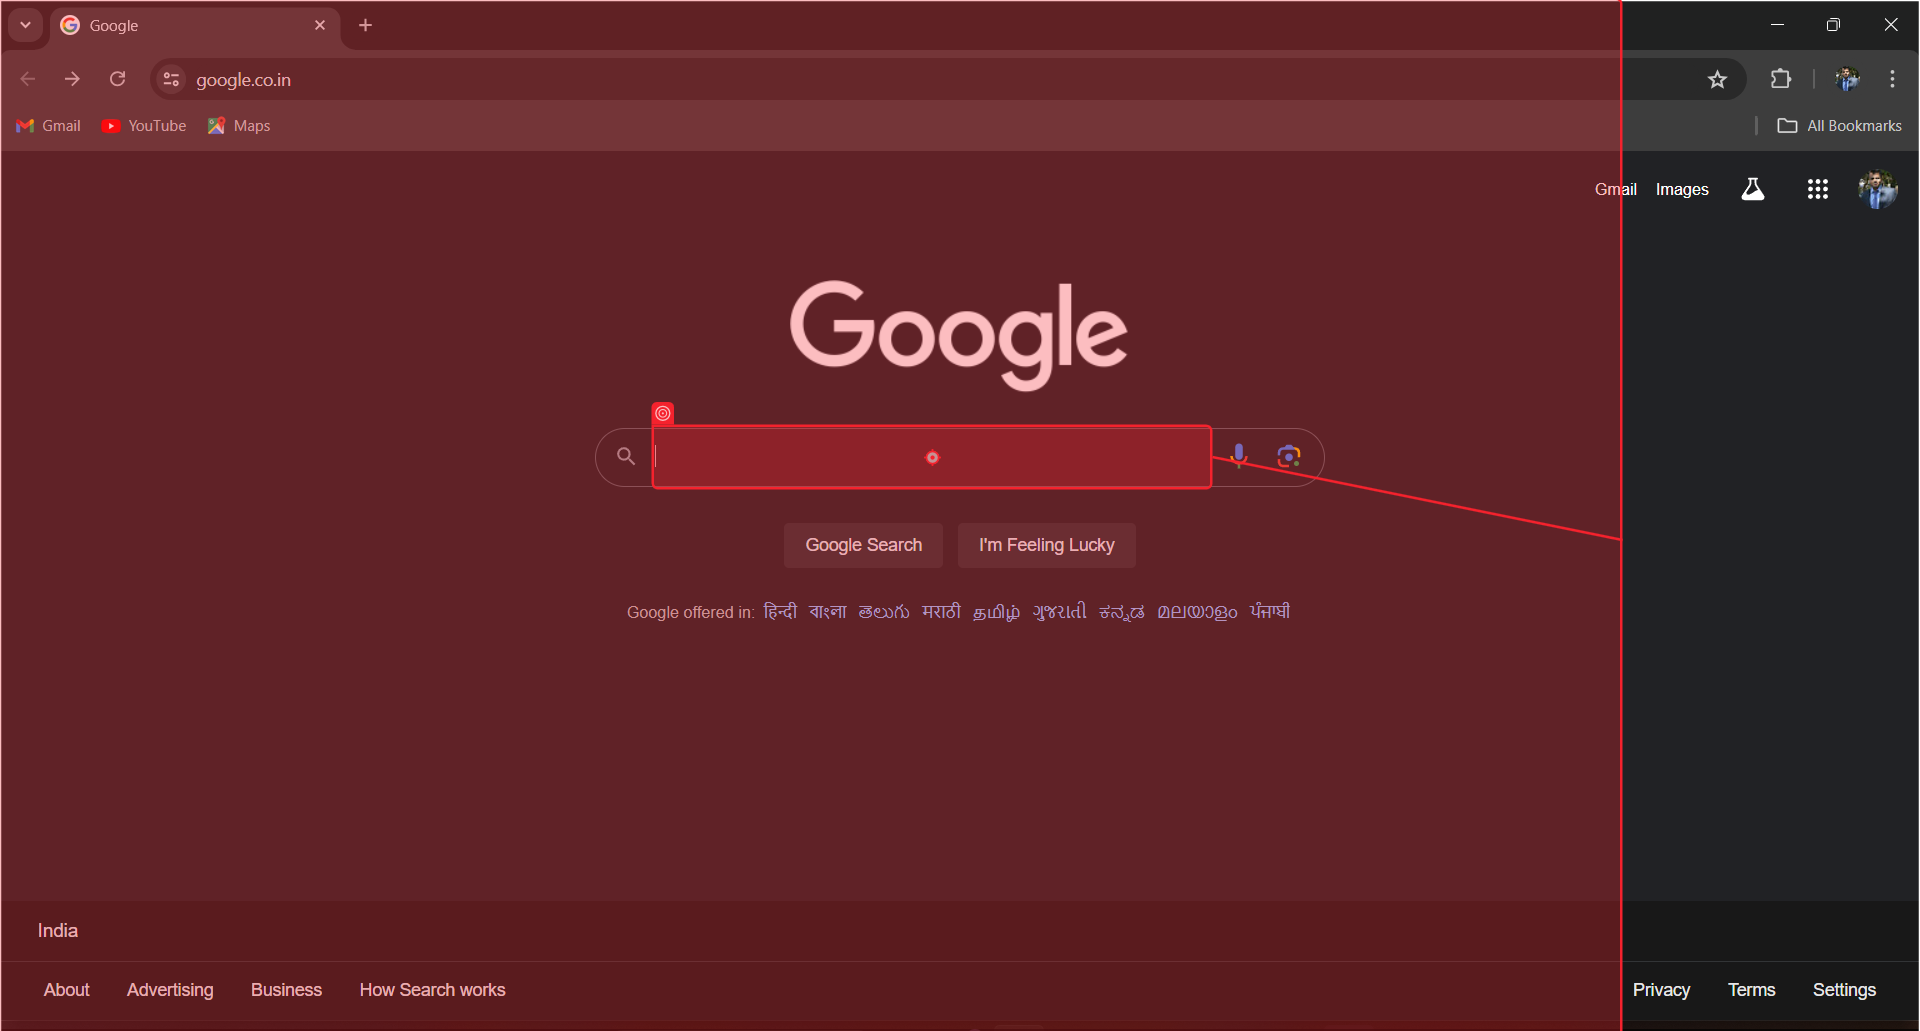 Google
google.co.in
Gmail YouTube Maps
All Bookmarks
Gmail Images
Google
Google Search I'm Feeling Lucky
Google offered in: हिन्दी বাংলা తెలుగు मराठी தமிழ் ગુજરાતી ಕನ್ನಡ മലയാളം ਪੰਜਾਬੀ
India
About Advertising Business How Search works
Privacy Terms Settings